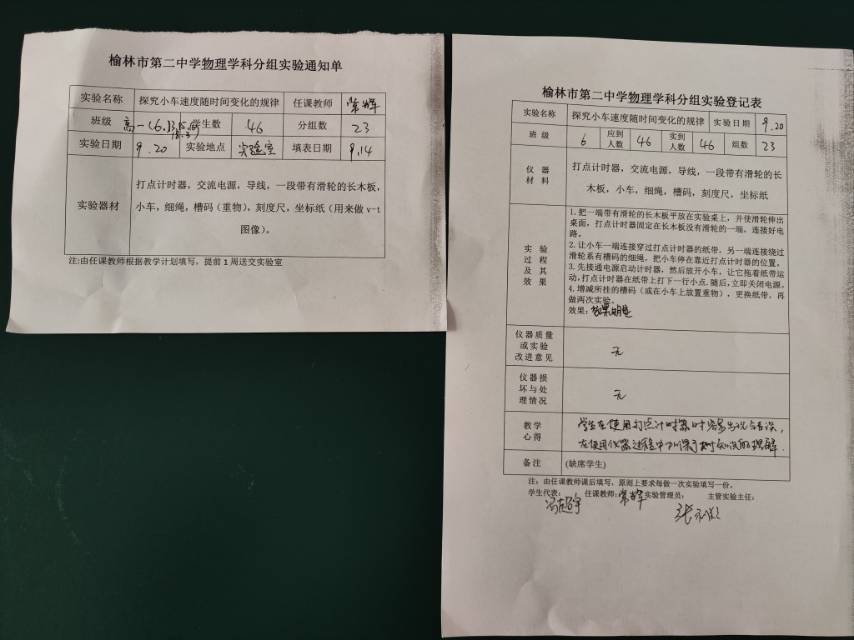 榆林市第二中学物理学科分组实验通知单
实验名称 探究小车速度随时间变化的规律 任课教师 常辉
班级 高一(6. 学生数 46 分组数 23
实验日期 9.20 实验地点 实验室 填表日期 9.14
实验器材
打点计时器,交流电源,导线,一段带有滑轮的长木板,
小车,细绳,槽码(重物),刻度尺,坐标纸(用来做v-t
图像)。
注:由任课教师根据教学计划填写,提前1周送交实验室
榆林市第二中学物理学科分组实验登记表
实验名称 探究小车速度随时间变化的规律 实验日期 9.20
班级 6 应到人数 46 实到人数 46 组数 23
仪器材料
打点计时器,交流电源,导线,一段带有滑轮的长
木板,小车,细绳,槽码,刻度尺,坐标纸
实验过程及其效果
1.把一端带有滑轮的长木板平放在实验桌上,并使滑轮伸出
桌面,打点计时器固定在长木板没有滑轮的一端,连接好电
路。
2.让小车一端连接穿过打点计时器的纸带,另一端连接绕过
滑轮系有槽码的细绳,把小车停在靠近打点计时器的位置。
3.先接通电源启动计时器,然后放开小车,让它拖着纸带运
动,打点计时器在纸带上打下一行小点.随后,立即关闭电源。
4.增减所挂的槽码(或在小车上放置重物),更换纸带,再
做两次实验。
效果:效果明显
仪器质量或实验改进意见 无
仪器损坏与处理情况 无
教学心得
学生在使用打点计时器时容易出现错误,
在使用仪器过程中加深了对知识的理解.
备注 (缺席学生)
注:由任课教师课后填写,原则上要求每做一次实验填写一份。
学生代表: 任课教师:常辉 实验管理员: 主管实验主任: